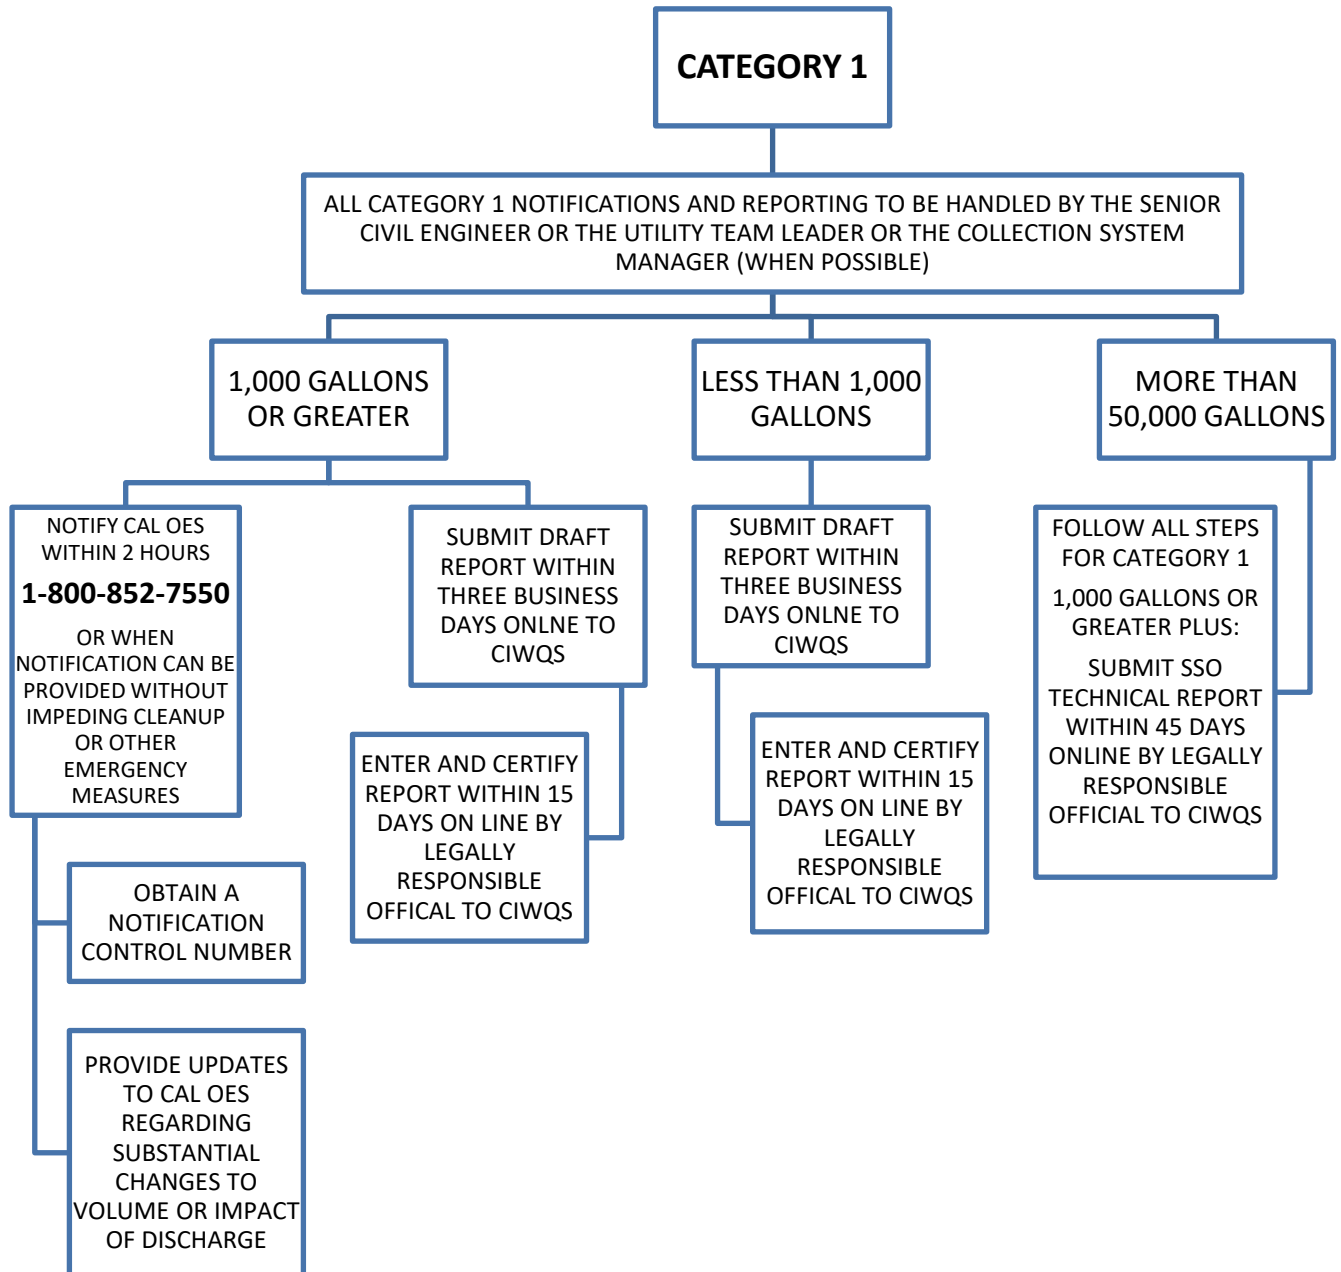 CATEGORY 1
ALL CATEGORY 1 NOTIFICATIONS AND REPORTING TO BE HANDLED BY THE SENIOR
CIVIL ENGINEER OR THE UTILITY TEAM LEADER OR THE COLLECTION SYSTEM
MANAGER (WHEN POSSIBLE)
1,000 GALLONS
OR GREATER
NOTIFY CAL OES
WITHIN 2 HOURS
1-800-852-7550
OR WHEN
NOTIFICATION CAN BE
PROVIDED WITHOUT
IMPEDING CLEANUP
OR OTHER
EMERGENCY
MEASURES
OBTAIN A
NOTIFICATION
CONTROL NUMBER
PROVIDE UPDATES
TO CAL OES
REGARDING
SUBSTANTIAL
CHANGES TO
VOLUME OR IMPACT
OF DISCHARGE
SUBMIT DRAFT
REPORT WITHIN
THREE BUSINESS
DAYS ONLNE TO
CIWQS
ENTER AND CERTIFY
REPORT WITHIN 15
DAYS ON LINE BY
LEGALLY
RESPONSIBLE
OFFICAL TO CIWQS
LESS THAN 1,000
GALLONS
SUBMIT DRAFT
REPORT WITHIN
THREE BUSINESS
DAYS ONLNE TO
CIWQS
ENTER AND CERTIFY
REPORT WITHIN 15
DAYS ON LINE BY
LEGALLY
RESPONSIBLE
OFFICAL TO CIWQS
MORE THAN
50,000 GALLONS
FOLLOW ALL STEPS
FOR CATEGORY 1
1,000 GALLONS OR
GREATER PLUS:
SUBMIT SSO
TECHNICAL REPORT
WITHIN 45 DAYS
ONLINE BY LEGALLY
RESPONSIBLE
OFFICIAL TO CIWQS